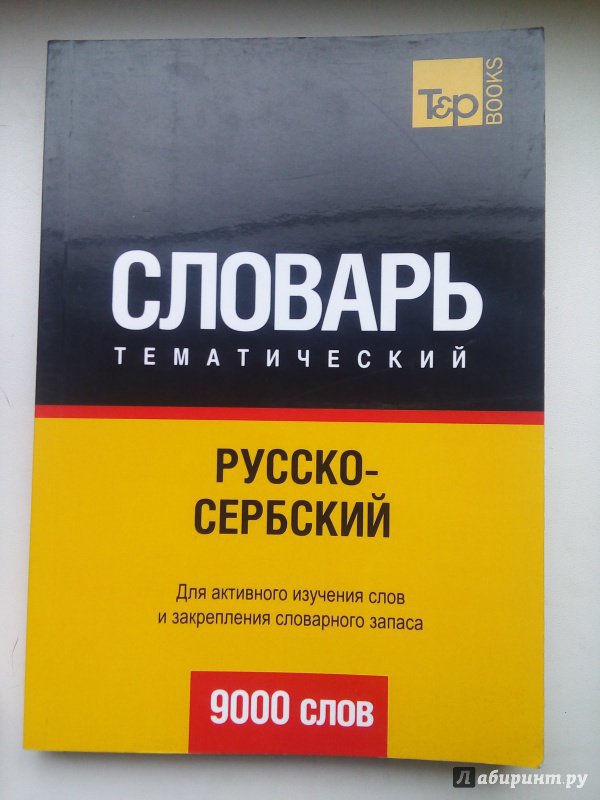 T&P
BOOKS
СЛОВАРЬ
ТЕМАТИЧЕСКИЙ
РУССКО-
СЕРБСКИЙ
Для активного изучения слов
и закрепления словарного запаса
9000 слов
Лабиринт.ру